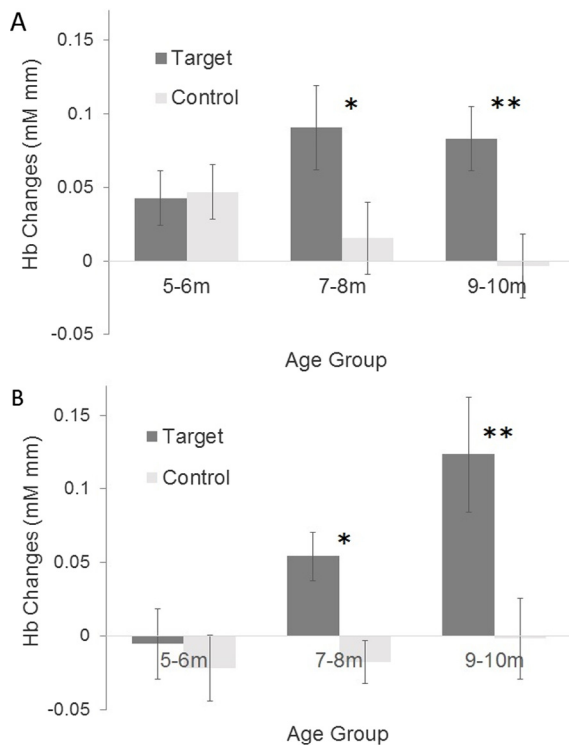 A
0.15
Target
Control
*
**
0.1
0.05
0
-0.05
Hb Changes (mM mm)
5-6m
7-8m
9-10m
Age Group
B
0.15
Target
Control
*
**
0.1
0.05
0
-0.05
Hb Changes (mM mm)
5-6m
7-8m
9-10m
Age Group